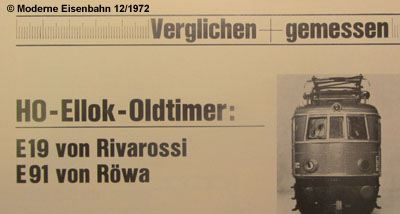 © Moderne Eisenbahn 12/1972
Verglichen + gemessen
HO-Ellok-Oldtimer:
E19 von Rivarossi
E91 von Röwa